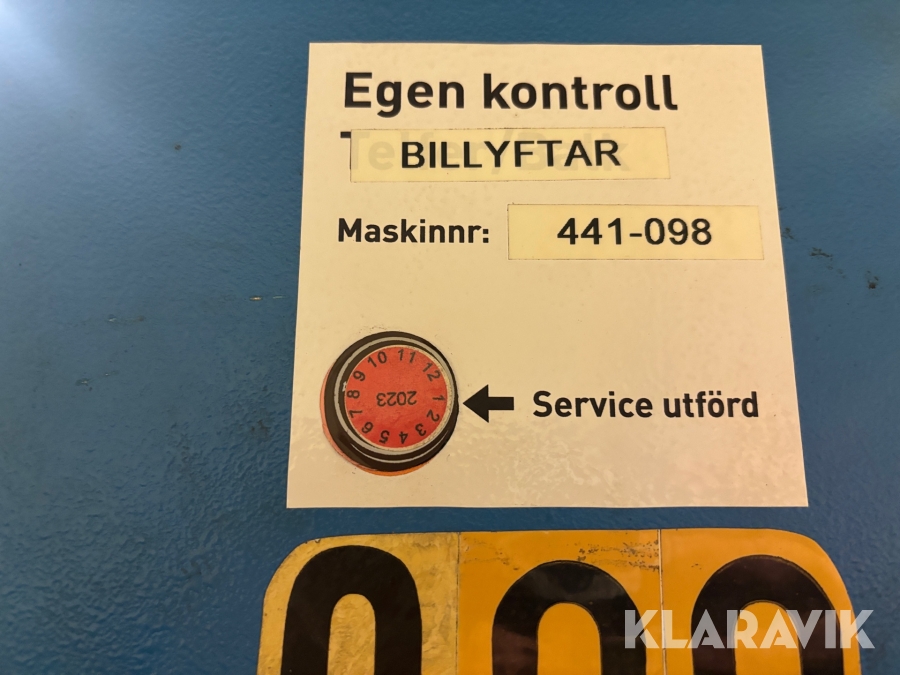 Egen kontroll
BILLYFTAR
Maskinnr: 441-098
1 2 3 4 5 6 7 8 9 10 11 12
2023
Service utförd
KLARAVIK